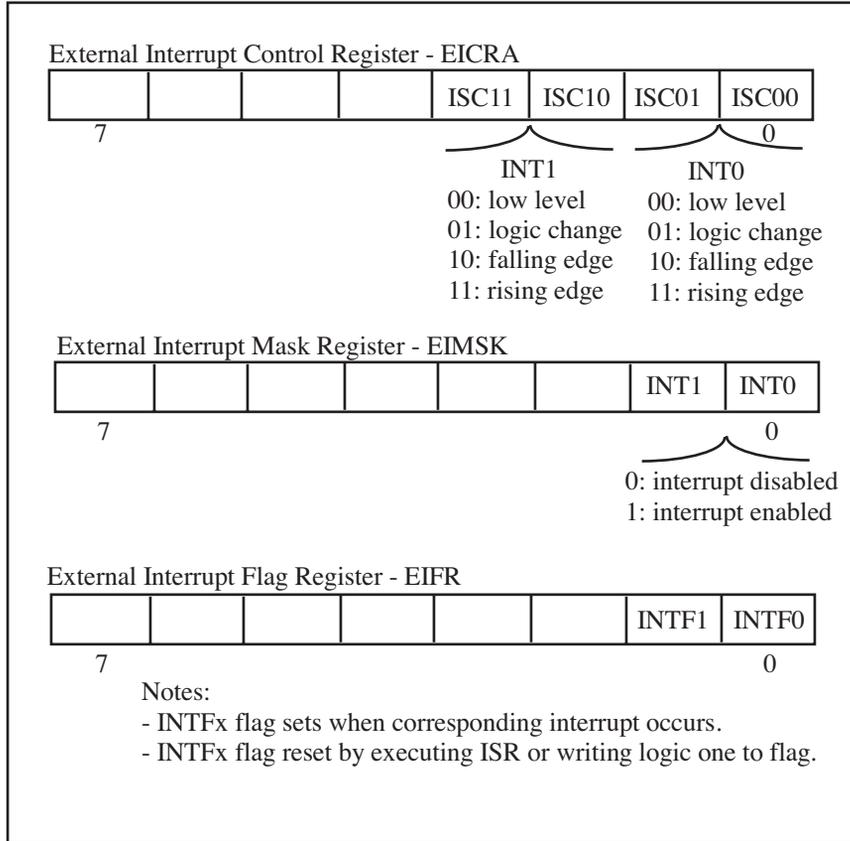 External Interrupt Control Register - EICRA
ISC11 ISC10 ISC01 ISC00
7 0
INT1 INT0
00: low level 00: low level
01: logic change 01: logic change
10: falling edge 10: falling edge
11: rising edge 11: rising edge
External Interrupt Mask Register - EIMSK
INT1 INT0
7 0
0: interrupt disabled
1: interrupt enabled
External Interrupt Flag Register - EIFR
INTF1 INTF0
7 0
Notes:
- INTFx flag sets when corresponding interrupt occurs.
- INTFx flag reset by executing ISR or writing logic one to flag.